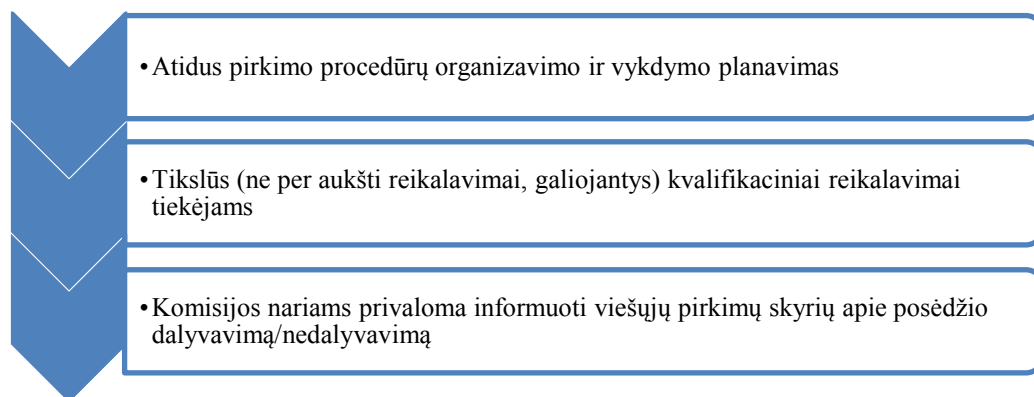 •Atidus pirkimo procedūrų organizavimo ir vykdymo planavimas
•Tikslūs (ne per aukšti reikalavimai, galiojantys) kvalifikaciniai reikalavimai
tiekėjams
•Komisijos nariams privaloma informuoti viešųjų pirkimų skyrių apie posėdžio
dalyvavimą/nedalyvavimą